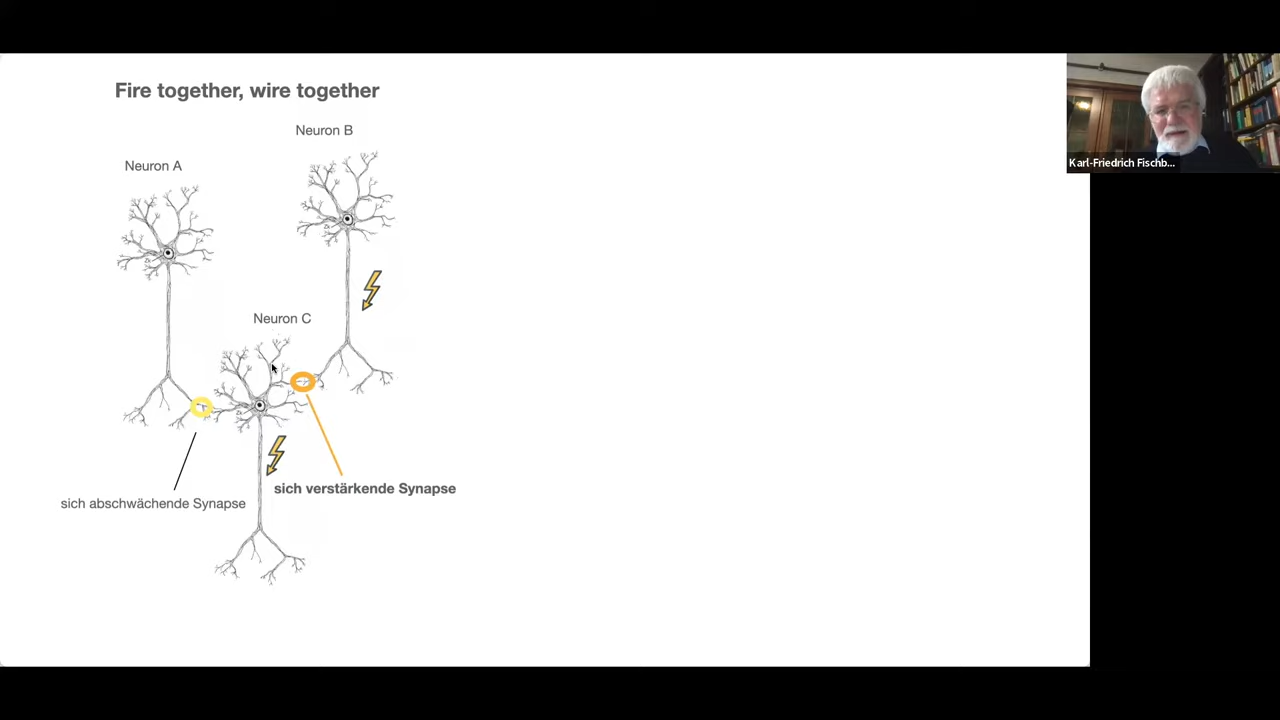 Fire together, wire together
Neuron B
Neuron A
Neuron C
sich verstärkende Synapse
sich abschwächende Synapse
Karl-Friedrich Fischb...